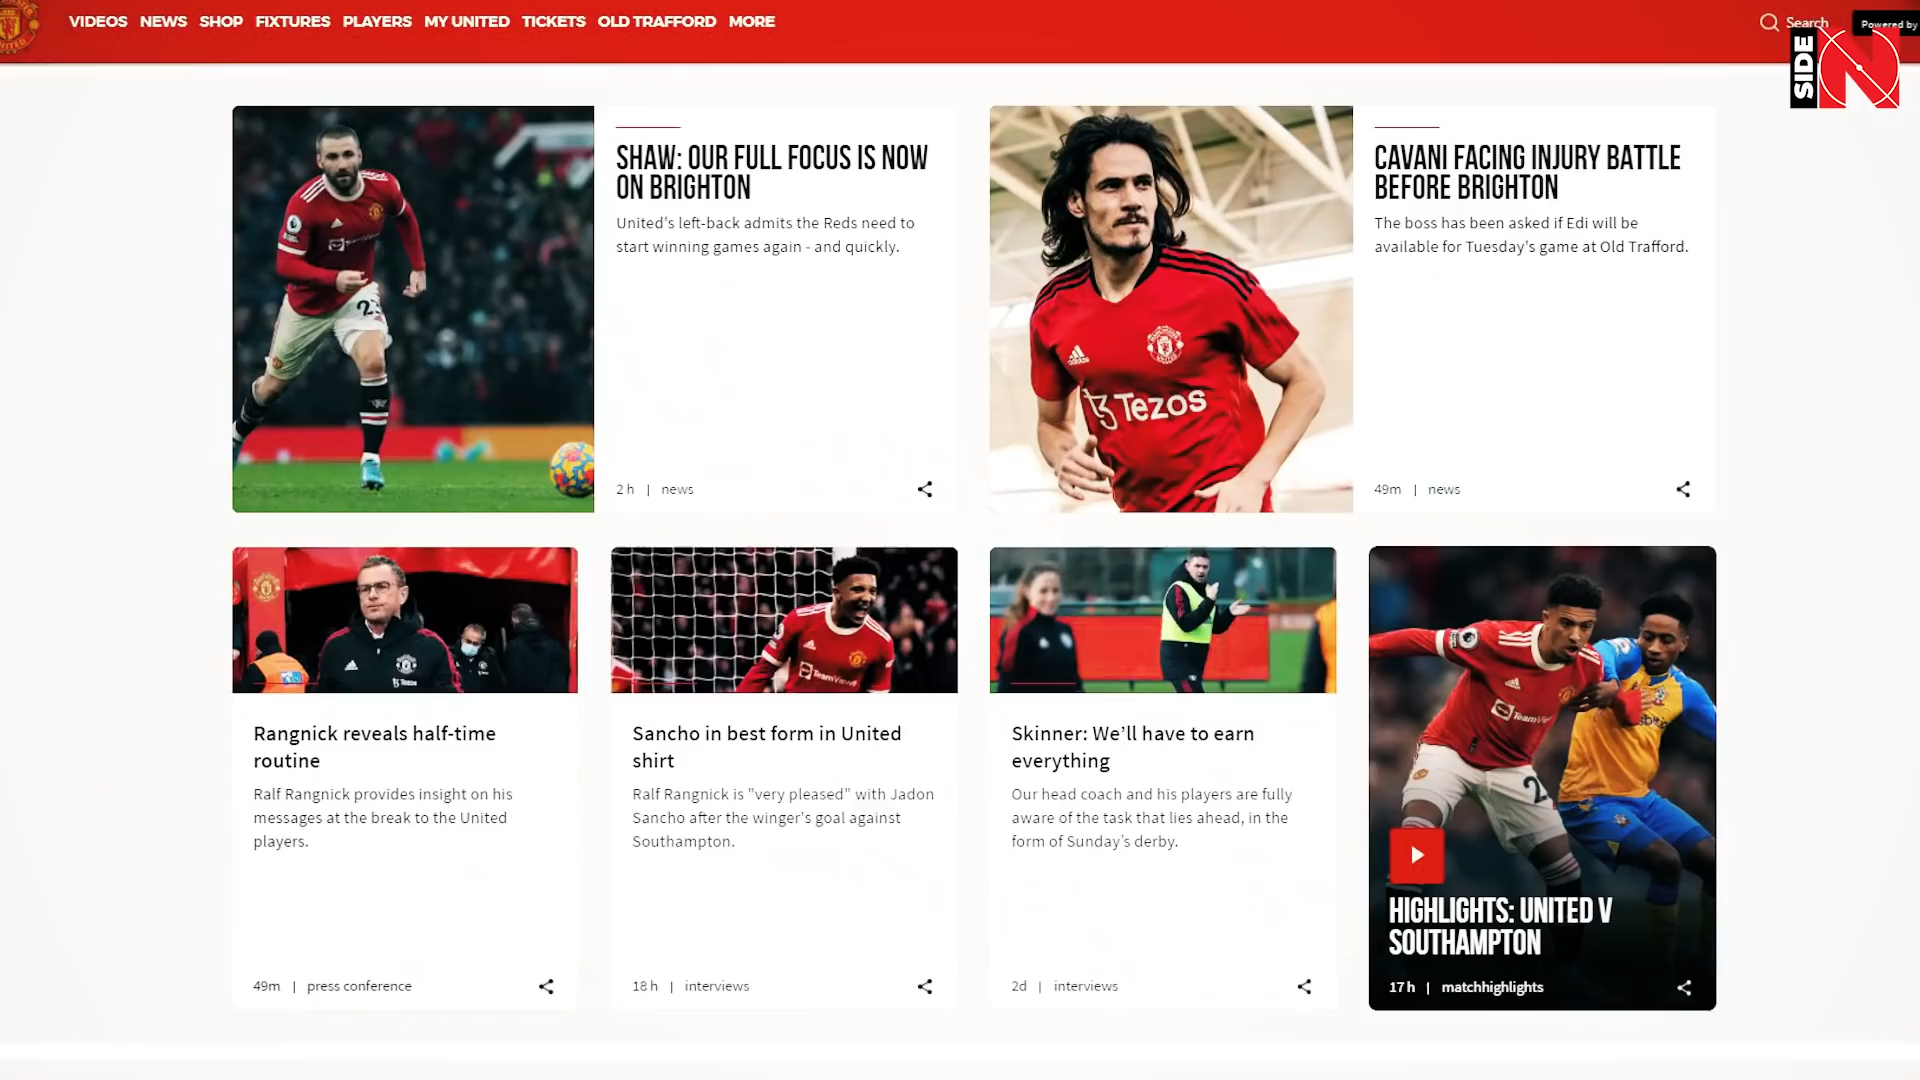 VIDEOS NEWS SHOP FIXTURES PLAYERS MY UNITED TICKETS OLD TRAFFORD MORE
Search
Powered by
SIDE
N
SHAW: OUR FULL FOCUS IS NOW
ON BRIGHTON
United's left-back admits the Reds need to
start winning games again - and quickly.
2 h | news
23
CAVANI FACING INJURY BATTLE
BEFORE BRIGHTON
The boss has been asked if Edi will be
available for Tuesday's game at Old Trafford.
49m | news
adidas
Tezos
Rangnick reveals half-time
routine
Ralf Rangnick provides insight on his
messages at the break to the United
players.
49m | press conference
Tezos
Sancho in best form in United
shirt
Ralf Rangnick is "very pleased" with Jadon
Sancho after the winger's goal against
Southampton.
18 h | interviews
TeamViewer
Skinner: We’ll have to earn
everything
Our head coach and his players are fully
aware of the task that lies ahead, in the
form of Sunday’s derby.
2d | interviews
HIGHLIGHTS: UNITED V
SOUTHAMPTON
17 h | matchhighlights